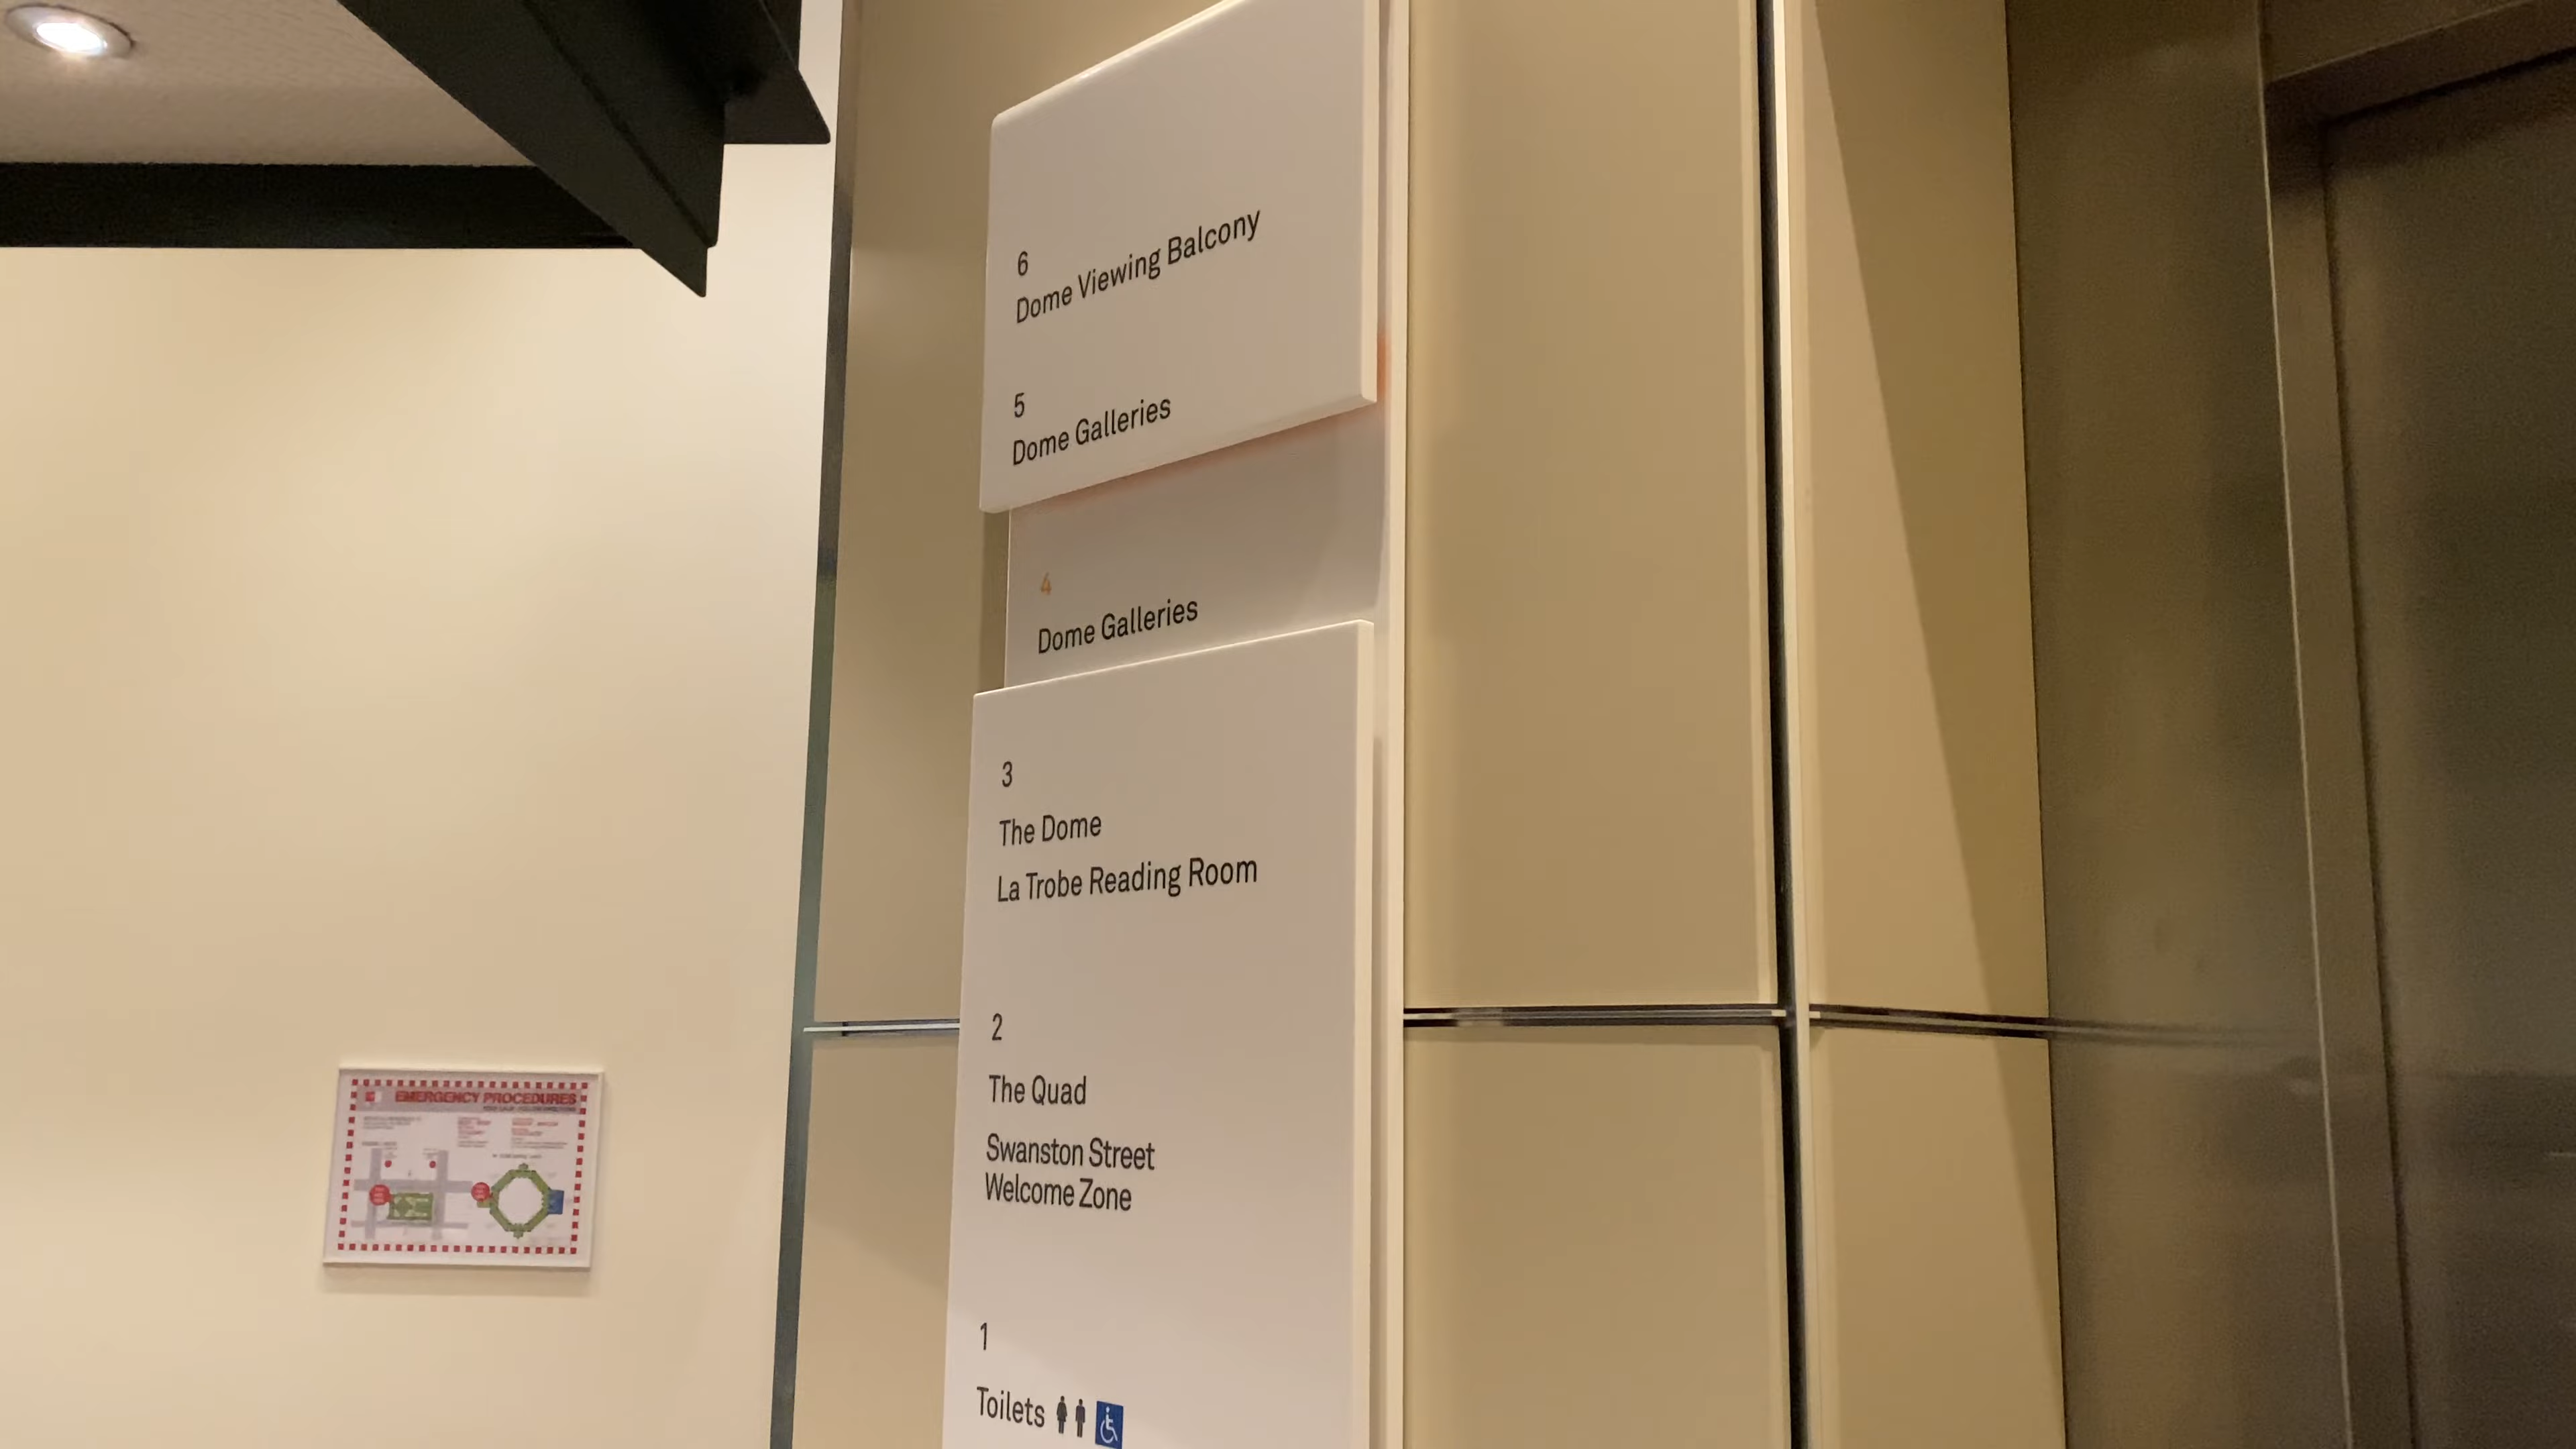 6
Dome Viewing Balcony
5
Dome Galleries
4
Dome Galleries
3
The Dome
La Trobe Reading Room
2
The Quad
Swanston Street
Welcome Zone
1
Toilets
EMERGENCY PROCEDURES